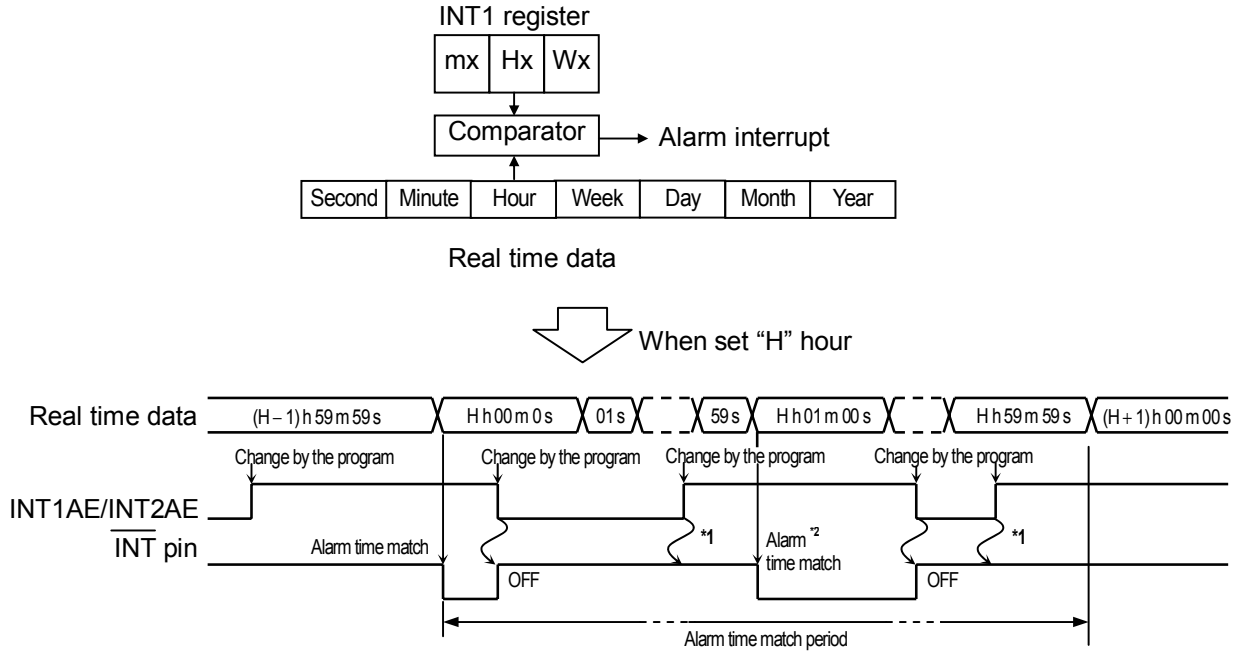 INT1 register
mx Hx Wx
Comparator
Alarm interrupt
Second Minute Hour Week Day Month Year
Real time data
When set “H” hour
Real time data (H – 1) h 59 m 59 s H h 00 m 0 s 01 s 59 s H h 01 m 00 s H h 59 m 59 s (H + 1) h 00 m 00 s
Change by the program Change by the program Change by the program Change by the program
INT1AE/INT2AE
INT pin
Alarm time match
*1
Alarm *2
time match
*1
OFF
OFF
Alarm time match period